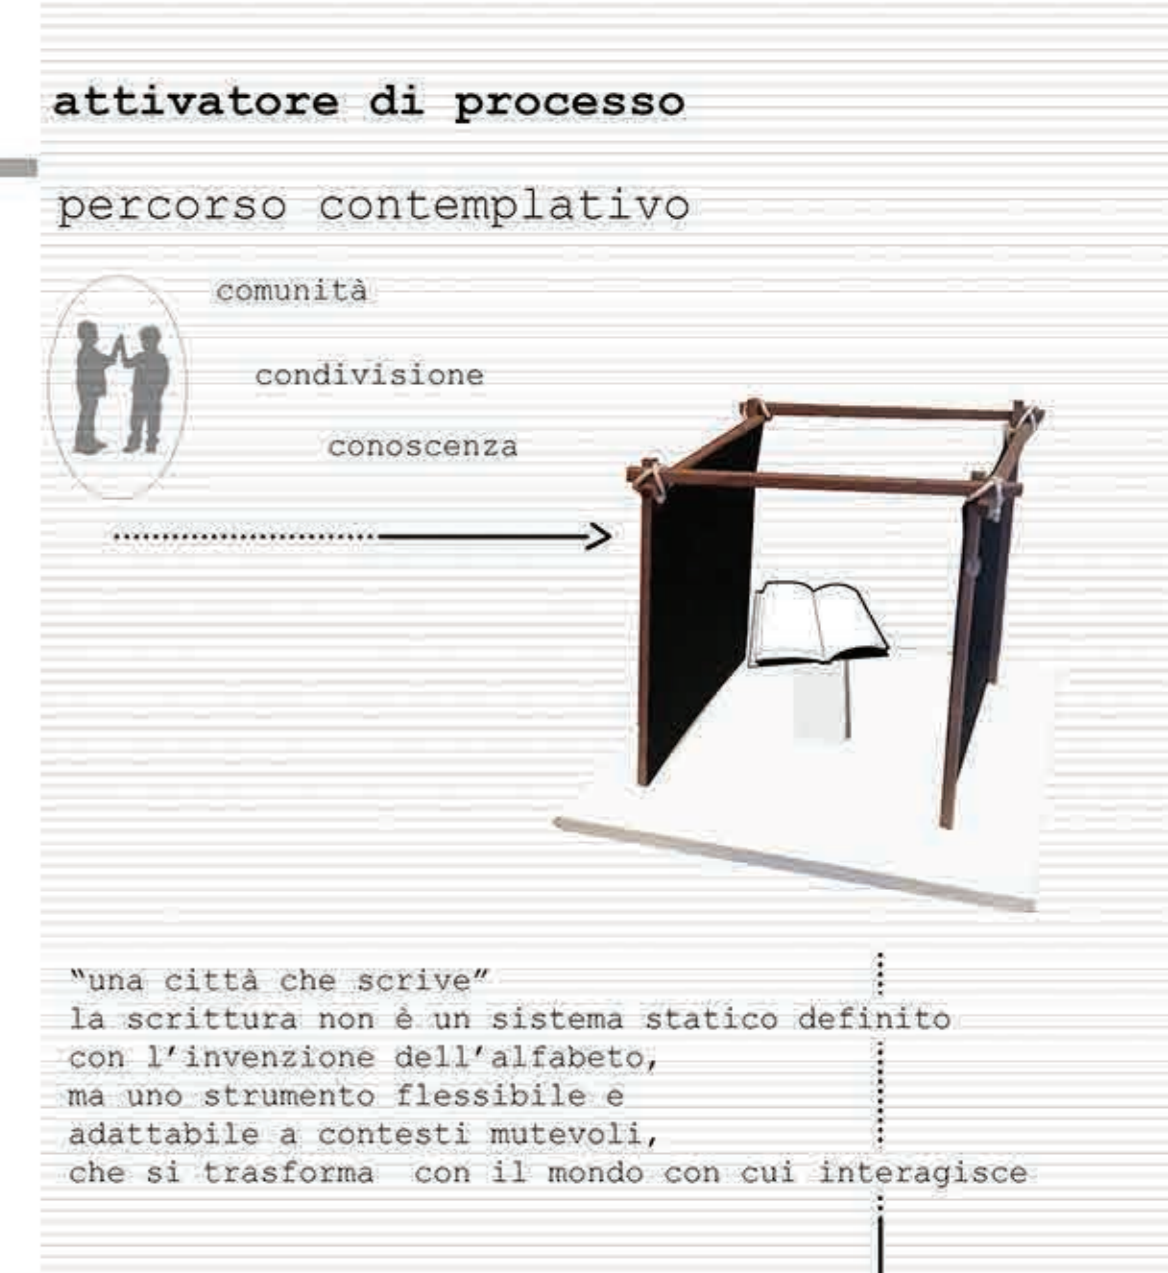 attivatore di processo
percorso contemplativo
comunità
condivisione
conoscenza
“una città che scrive”
la scrittura non è un sistema statico definito
con l’invenzione dell’alfabeto,
ma uno strumento flessibile e
adattabile a contesti mutevoli,
che si trasforma con il mondo con cui interagisce